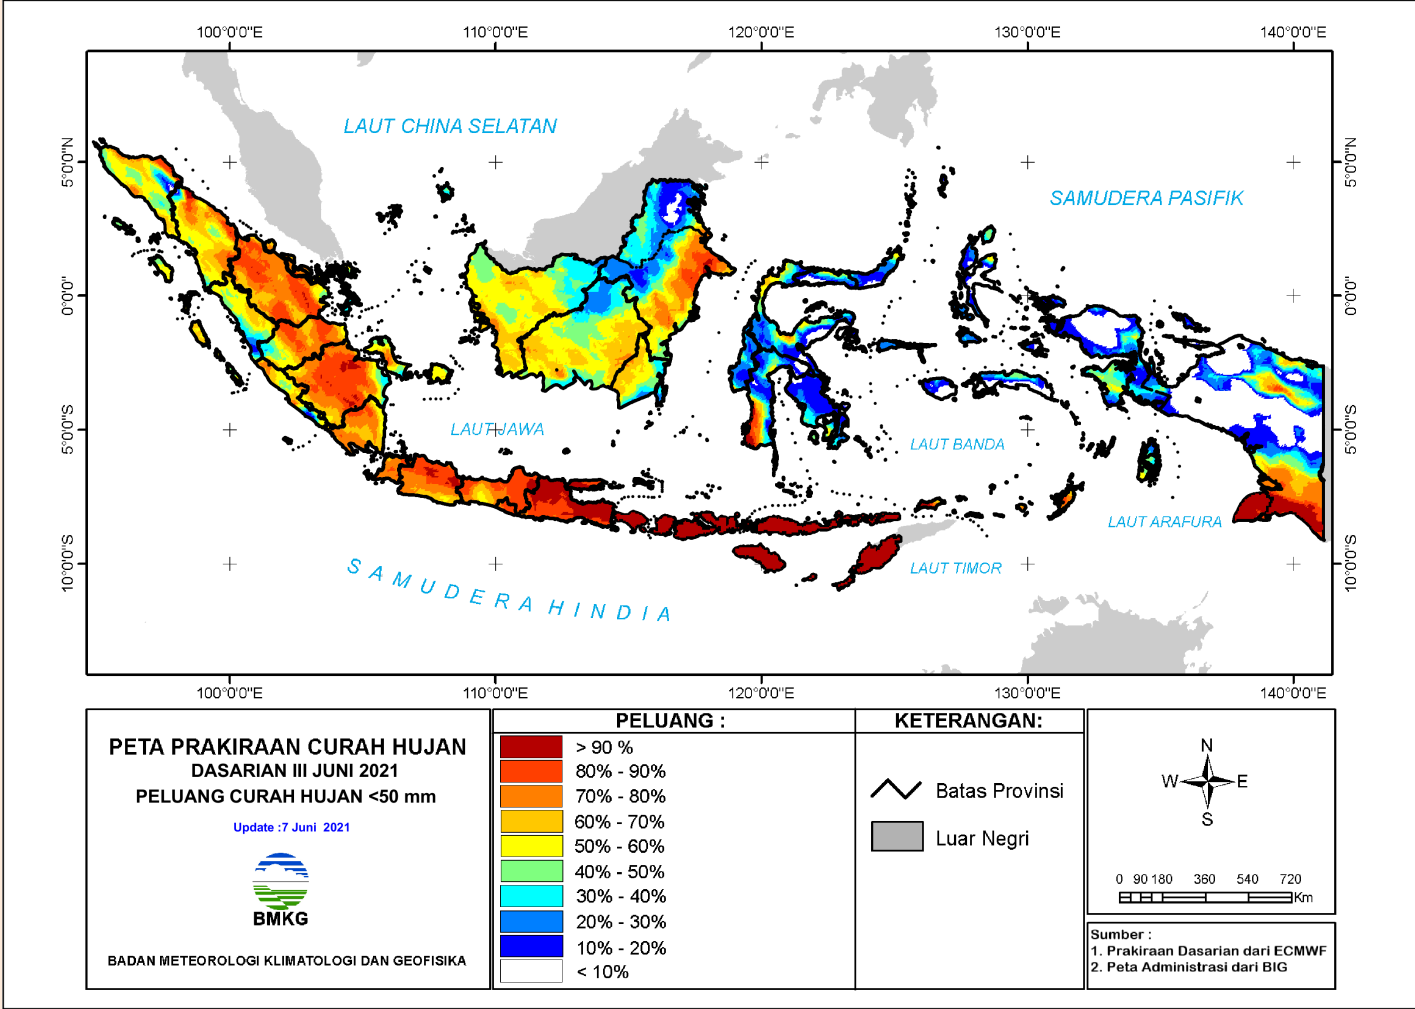 100°0'0"E
110°0'0"E
120°0'0"E
130°0'0"E
140°0'0"E
5°0'0"N
0°0'0"
5°0'0"S
10°0'0"S
LAUT CHINA SELATAN
SAMUDERA PASIFIK
LAUT JAWA
LAUT BANDA
LAUT ARAFURA
LAUT TIMOR
SAMUDERA HINDIA
5°0'0"N
0°0'0"
5°0'0"S
10°0'0"S
100°0'0"E
110°0'0"E
120°0'0"E
130°0'0"E
140°0'0"E
PETA PRAKIRAAN CURAH HUJAN
DASARIAN III JUNI 2021
PELUANG CURAH HUJAN <50 mm
Update :7 Juni 2021
BMKG
BADAN METEOROLOGI KLIMATOLOGI DAN GEOFISIKA
PELUANG :
> 90 %
80% - 90%
70% - 80%
60% - 70%
50% - 60%
40% - 50%
30% - 40%
20% - 30%
10% - 20%
< 10%
KETERANGAN:
Batas Provinsi
Luar Negri
N
W E
S
0 90 180 360 540 720
Km
Sumber :
1. Prakiraan Dasarian dari ECMWF
2. Peta Administrasi dari BIG